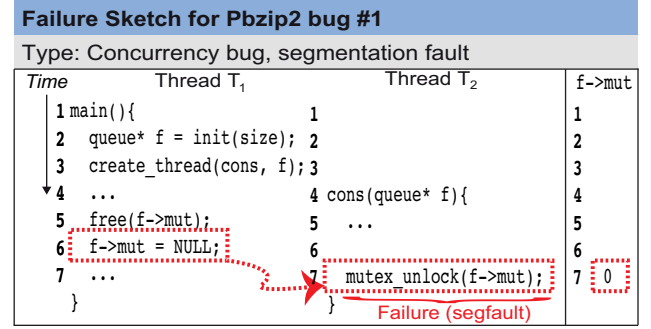 Failure Sketch for Pbzip2 bug #1
Type: Concurrency bug, segmentation fault
Time Thread T1 Thread T2 f->mut
1 main(){ 1 1
2 queue* f = init(size); 2 2
3 create_thread(cons, f); 3 3
4 ... 4 cons(queue* f){ 4
5 free(f->mut); 5 ... 5
6 f->mut = NULL; 6 6
7 ... 7 mutex_unlock(f->mut); 7 0
} } Failure (segfault)